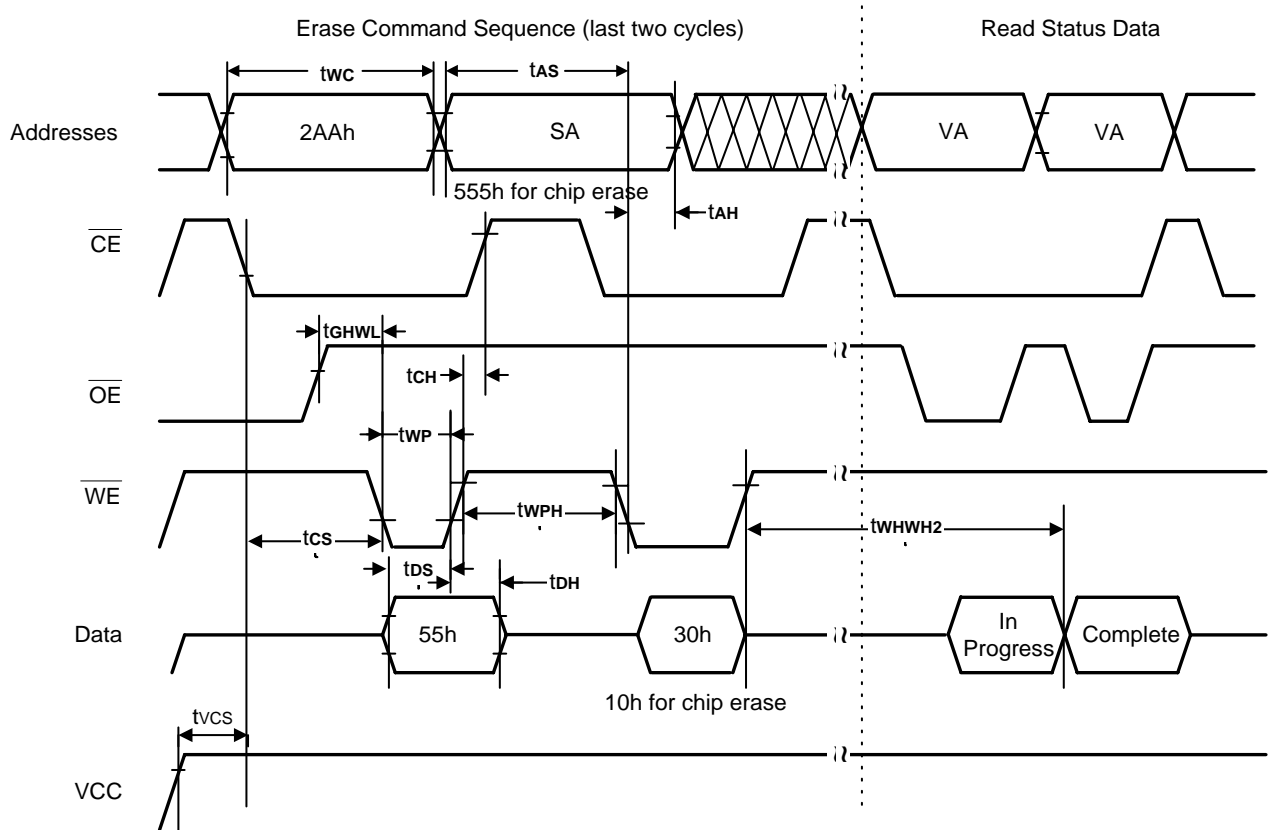 Erase Command Sequence (last two cycles)
Read Status Data
tWC
tAS
Addresses
2AAh
SA
VA
VA
555h for chip erase
tAH
CE
tGHWL
tCH
OE
tWP
WE
tWPH
tCS
tWHWH2
tDS
tDH
Data
55h
30h
In
Progress
Complete
10h for chip erase
tVCS
VCC